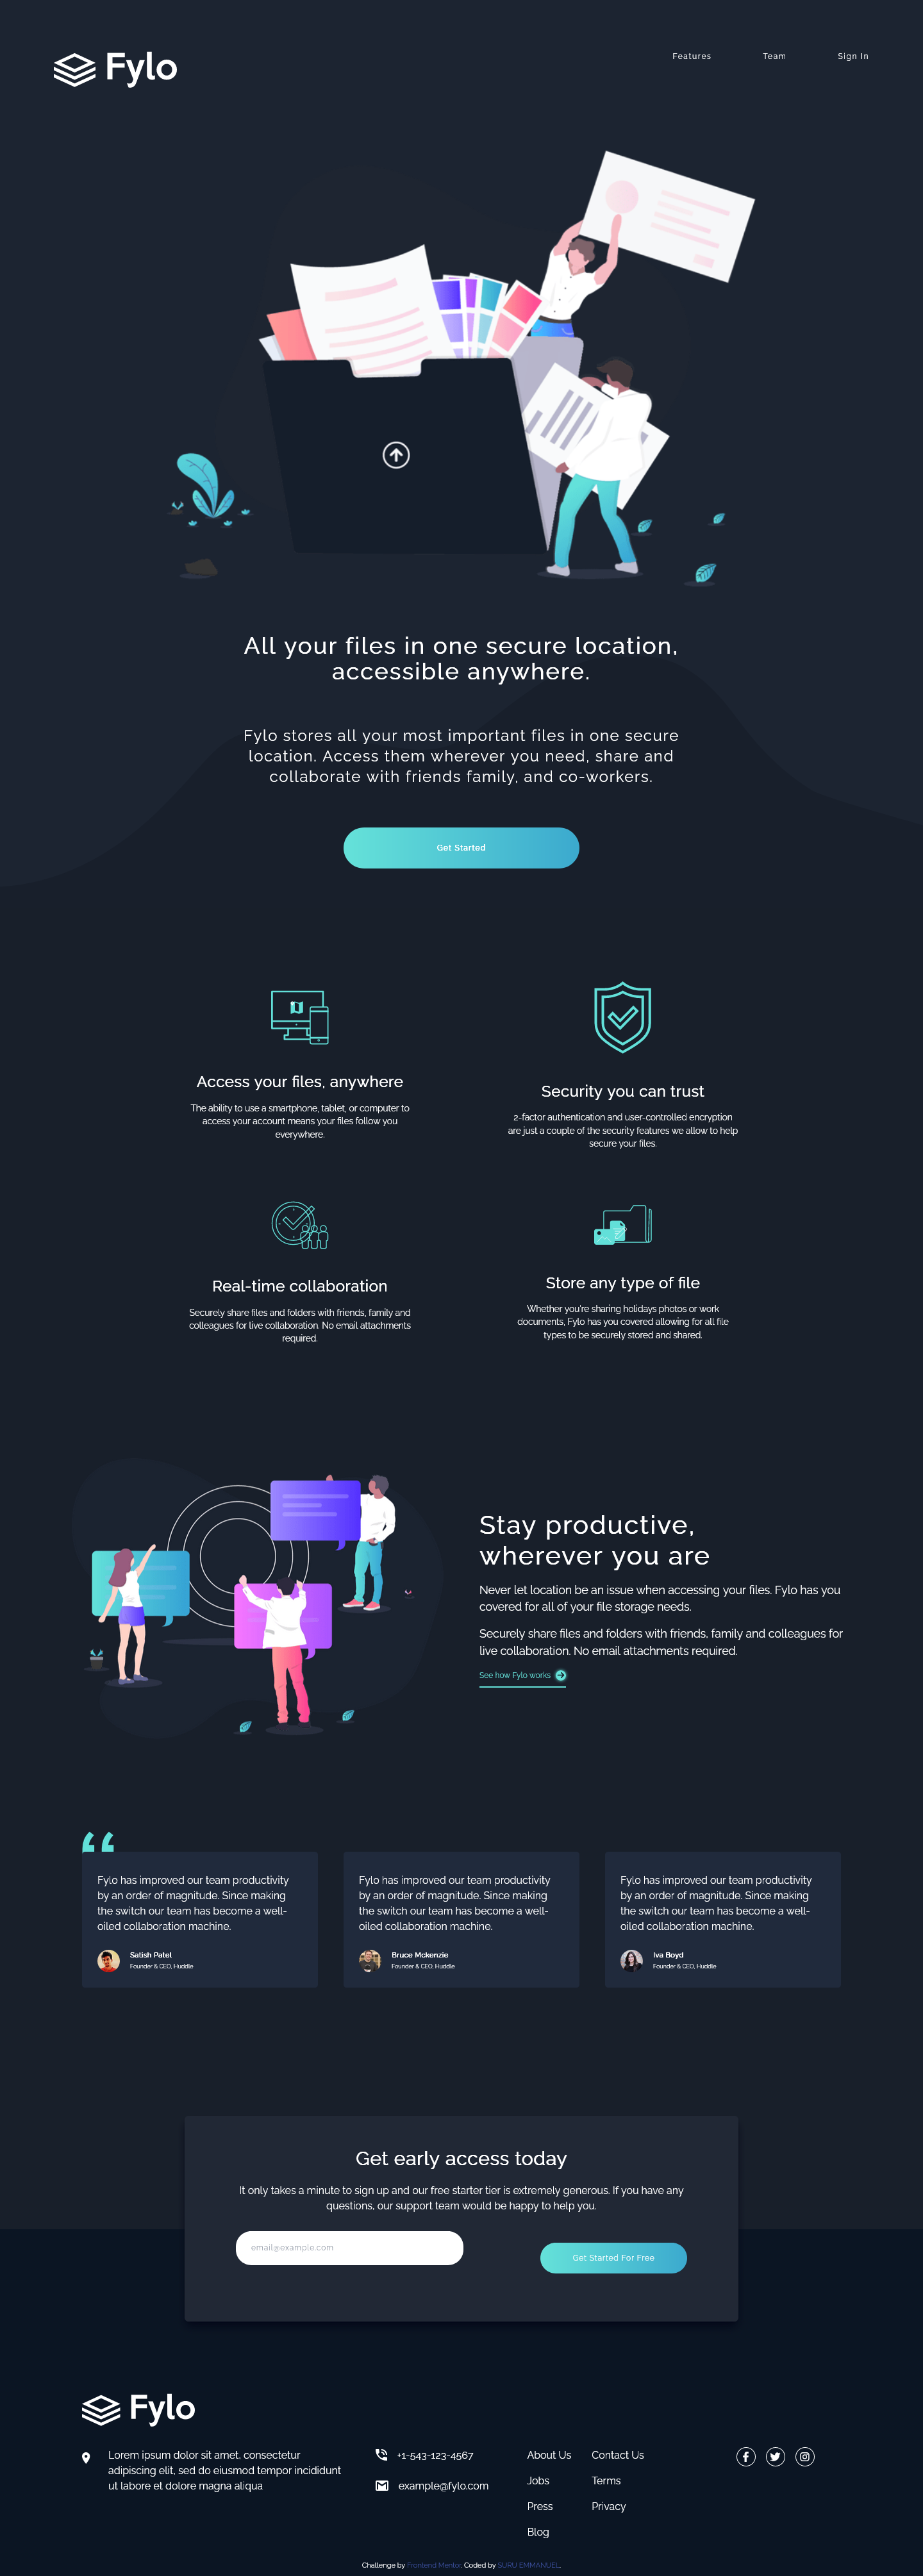 Fylo
Features Team Sign In
All your files in one secure location,
accessible anywhere.
Fylo stores all your most important files in one secure
location. Access them wherever you need, share and
collaborate with friends family, and co-workers.
Get Started
Access your files, anywhere
The ability to use a smartphone, tablet, or computer to
access your account means your files follow you
everywhere.
Security you can trust
2-factor authentication and user-controlled encryption
are just a couple of the security features we allow to help
secure your files.
Real-time collaboration
Securely share files and folders with friends, family and
colleagues for live collaboration. No email attachments
required.
Store any type of file
Whether you're sharing holidays photos or work
documents, Fylo has you covered allowing for all file
types to be securely stored and shared.
Stay productive,
wherever you are
Never let location be an issue when accessing your files. Fylo has you
covered for all of your file storage needs.
Securely share files and folders with friends, family and colleagues for
live collaboration. No email attachments required.
See how Fylo works
Fylo has improved our team productivity
by an order of magnitude. Since making
the switch our team has become a well-
oiled collaboration machine.
Satish Patel
Founder & CEO, Huddle
Fylo has improved our team productivity
by an order of magnitude. Since making
the switch our team has become a well-
oiled collaboration machine.
Bruce Mckenzie
Founder & CEO, Huddle
Fylo has improved our team productivity
by an order of magnitude. Since making
the switch our team has become a well-
oiled collaboration machine.
Iva Boyd
Founder & CEO, Huddle
Get early access today
It only takes a minute to sign up and our free starter tier is extremely generous. If you have any
questions, our support team would be happy to help you.
email@example.com
Get Started For Free
Fylo
Lorem ipsum dolor sit amet, consectetur
adipiscing elit, sed do eiusmod tempor incididunt
ut labore et dolore magna aliqua
+1-543-123-4567
example@fylo.com
About Us
Jobs
Press
Blog
Contact Us
Terms
Privacy
Challenge by Frontend Mentor. Coded by SURU EMMANUEL.